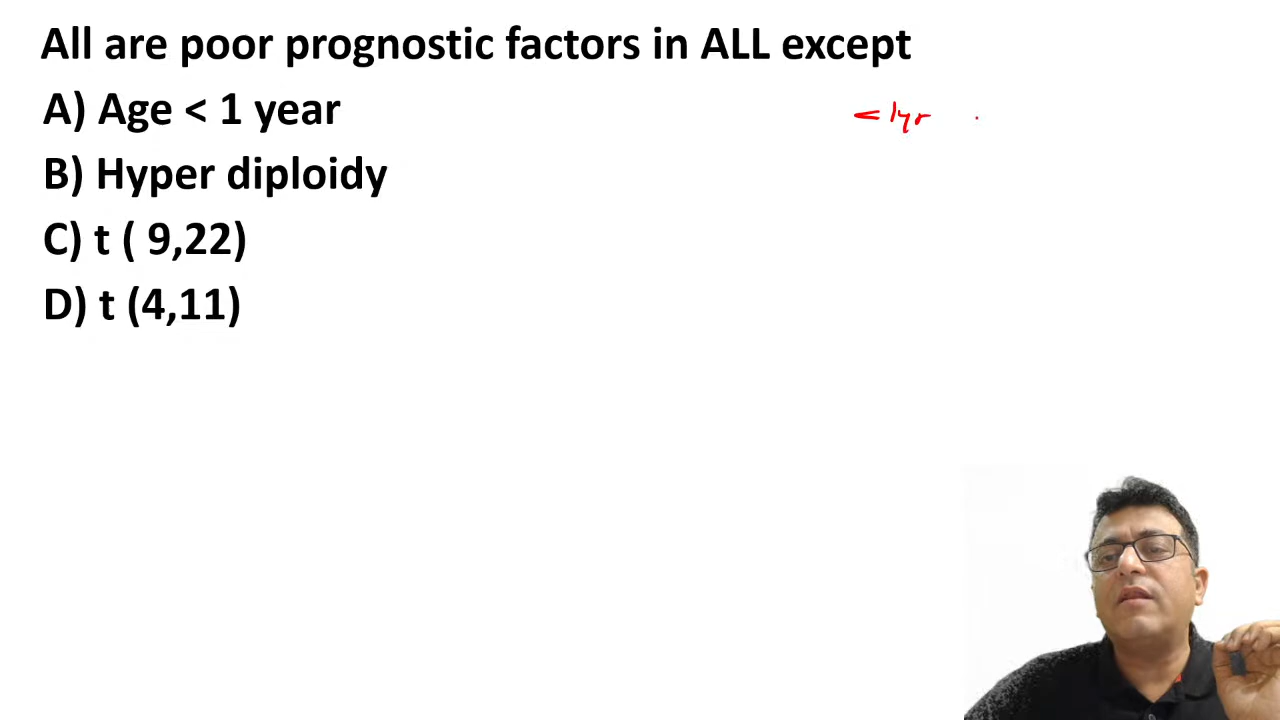 All are poor prognostic factors in ALL except
A) Age < 1 year
< 1yr
B) Hyper diploidy
C) t ( 9,22)
D) t (4,11)